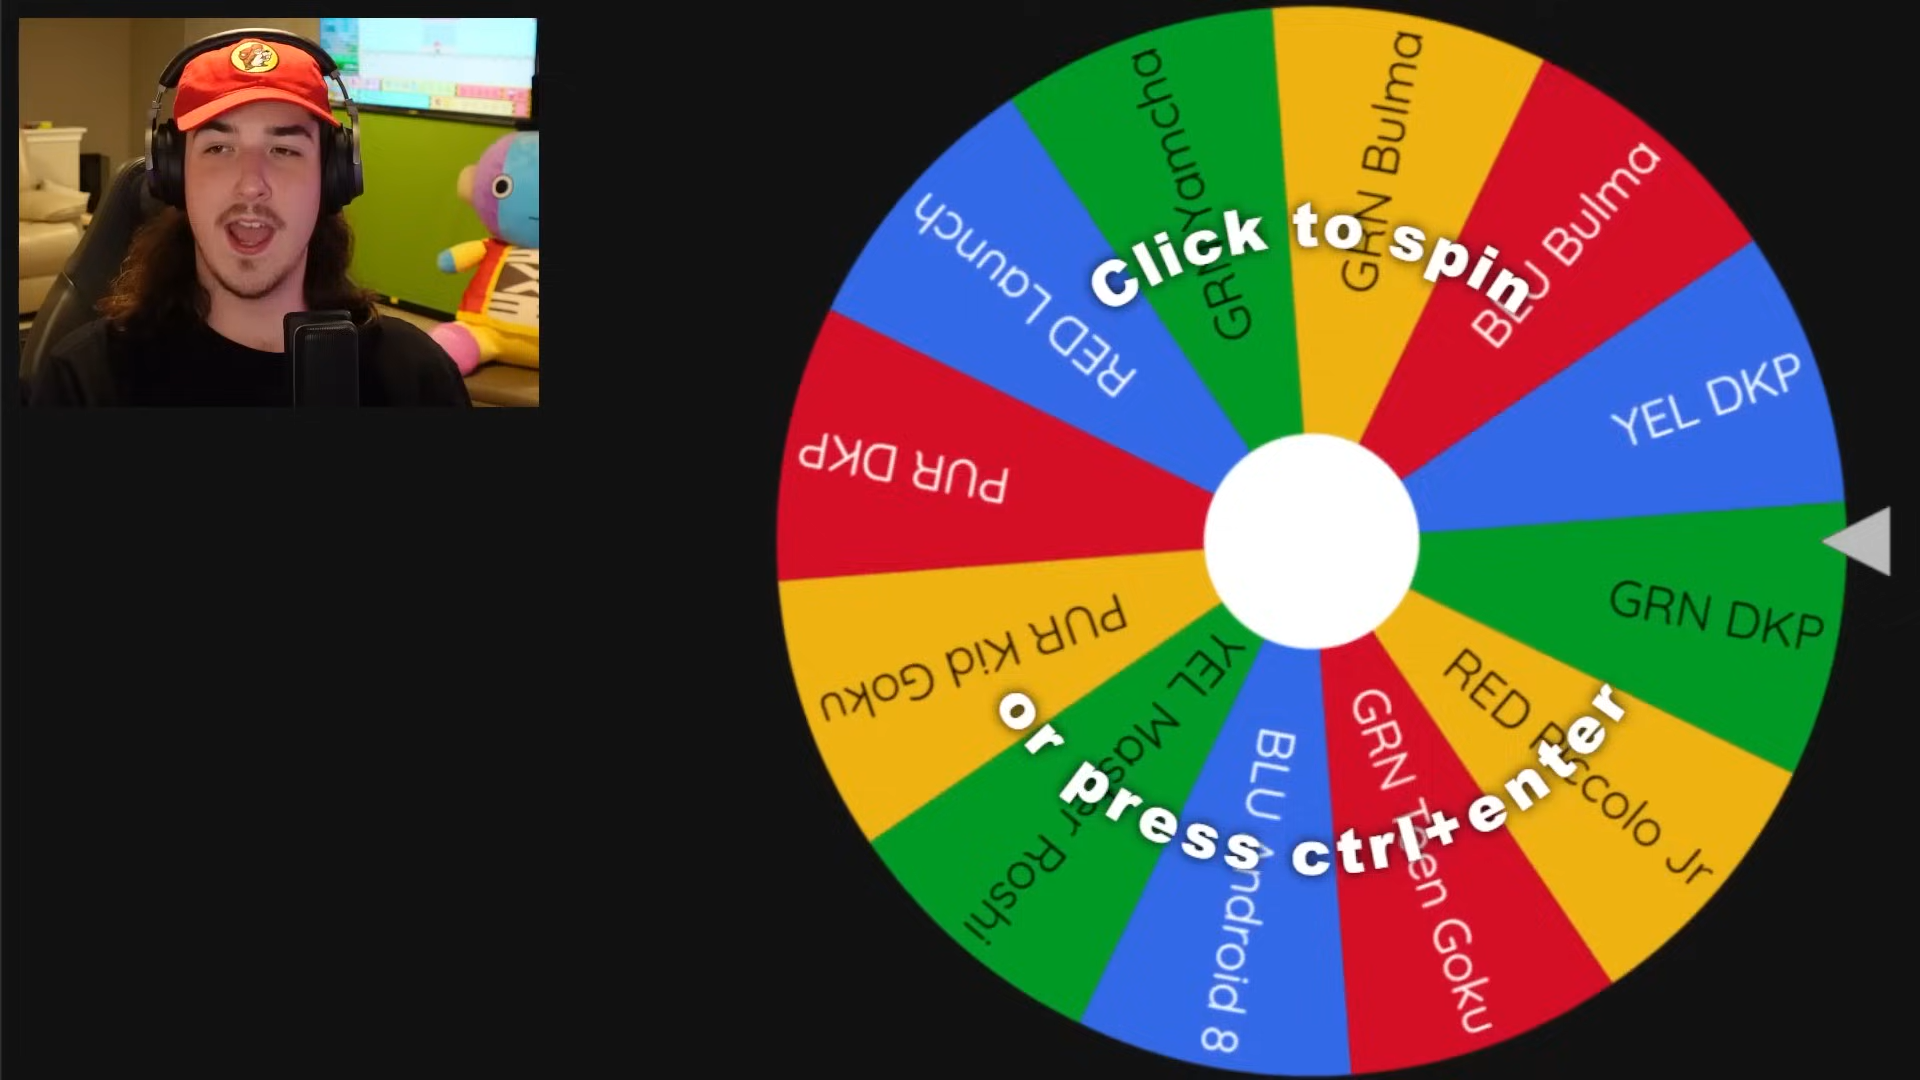 Click to spin
or press ctrl+enter
GRN Bulma
BLU Bulma
YEL DKP
GRN DKP
RED Piccolo Jr
GRN Teen Goku
BLU Android 8
YEL Master Roshi
PUR Kid Goku
PUR DKP
RED Launch
GRN Yamcha